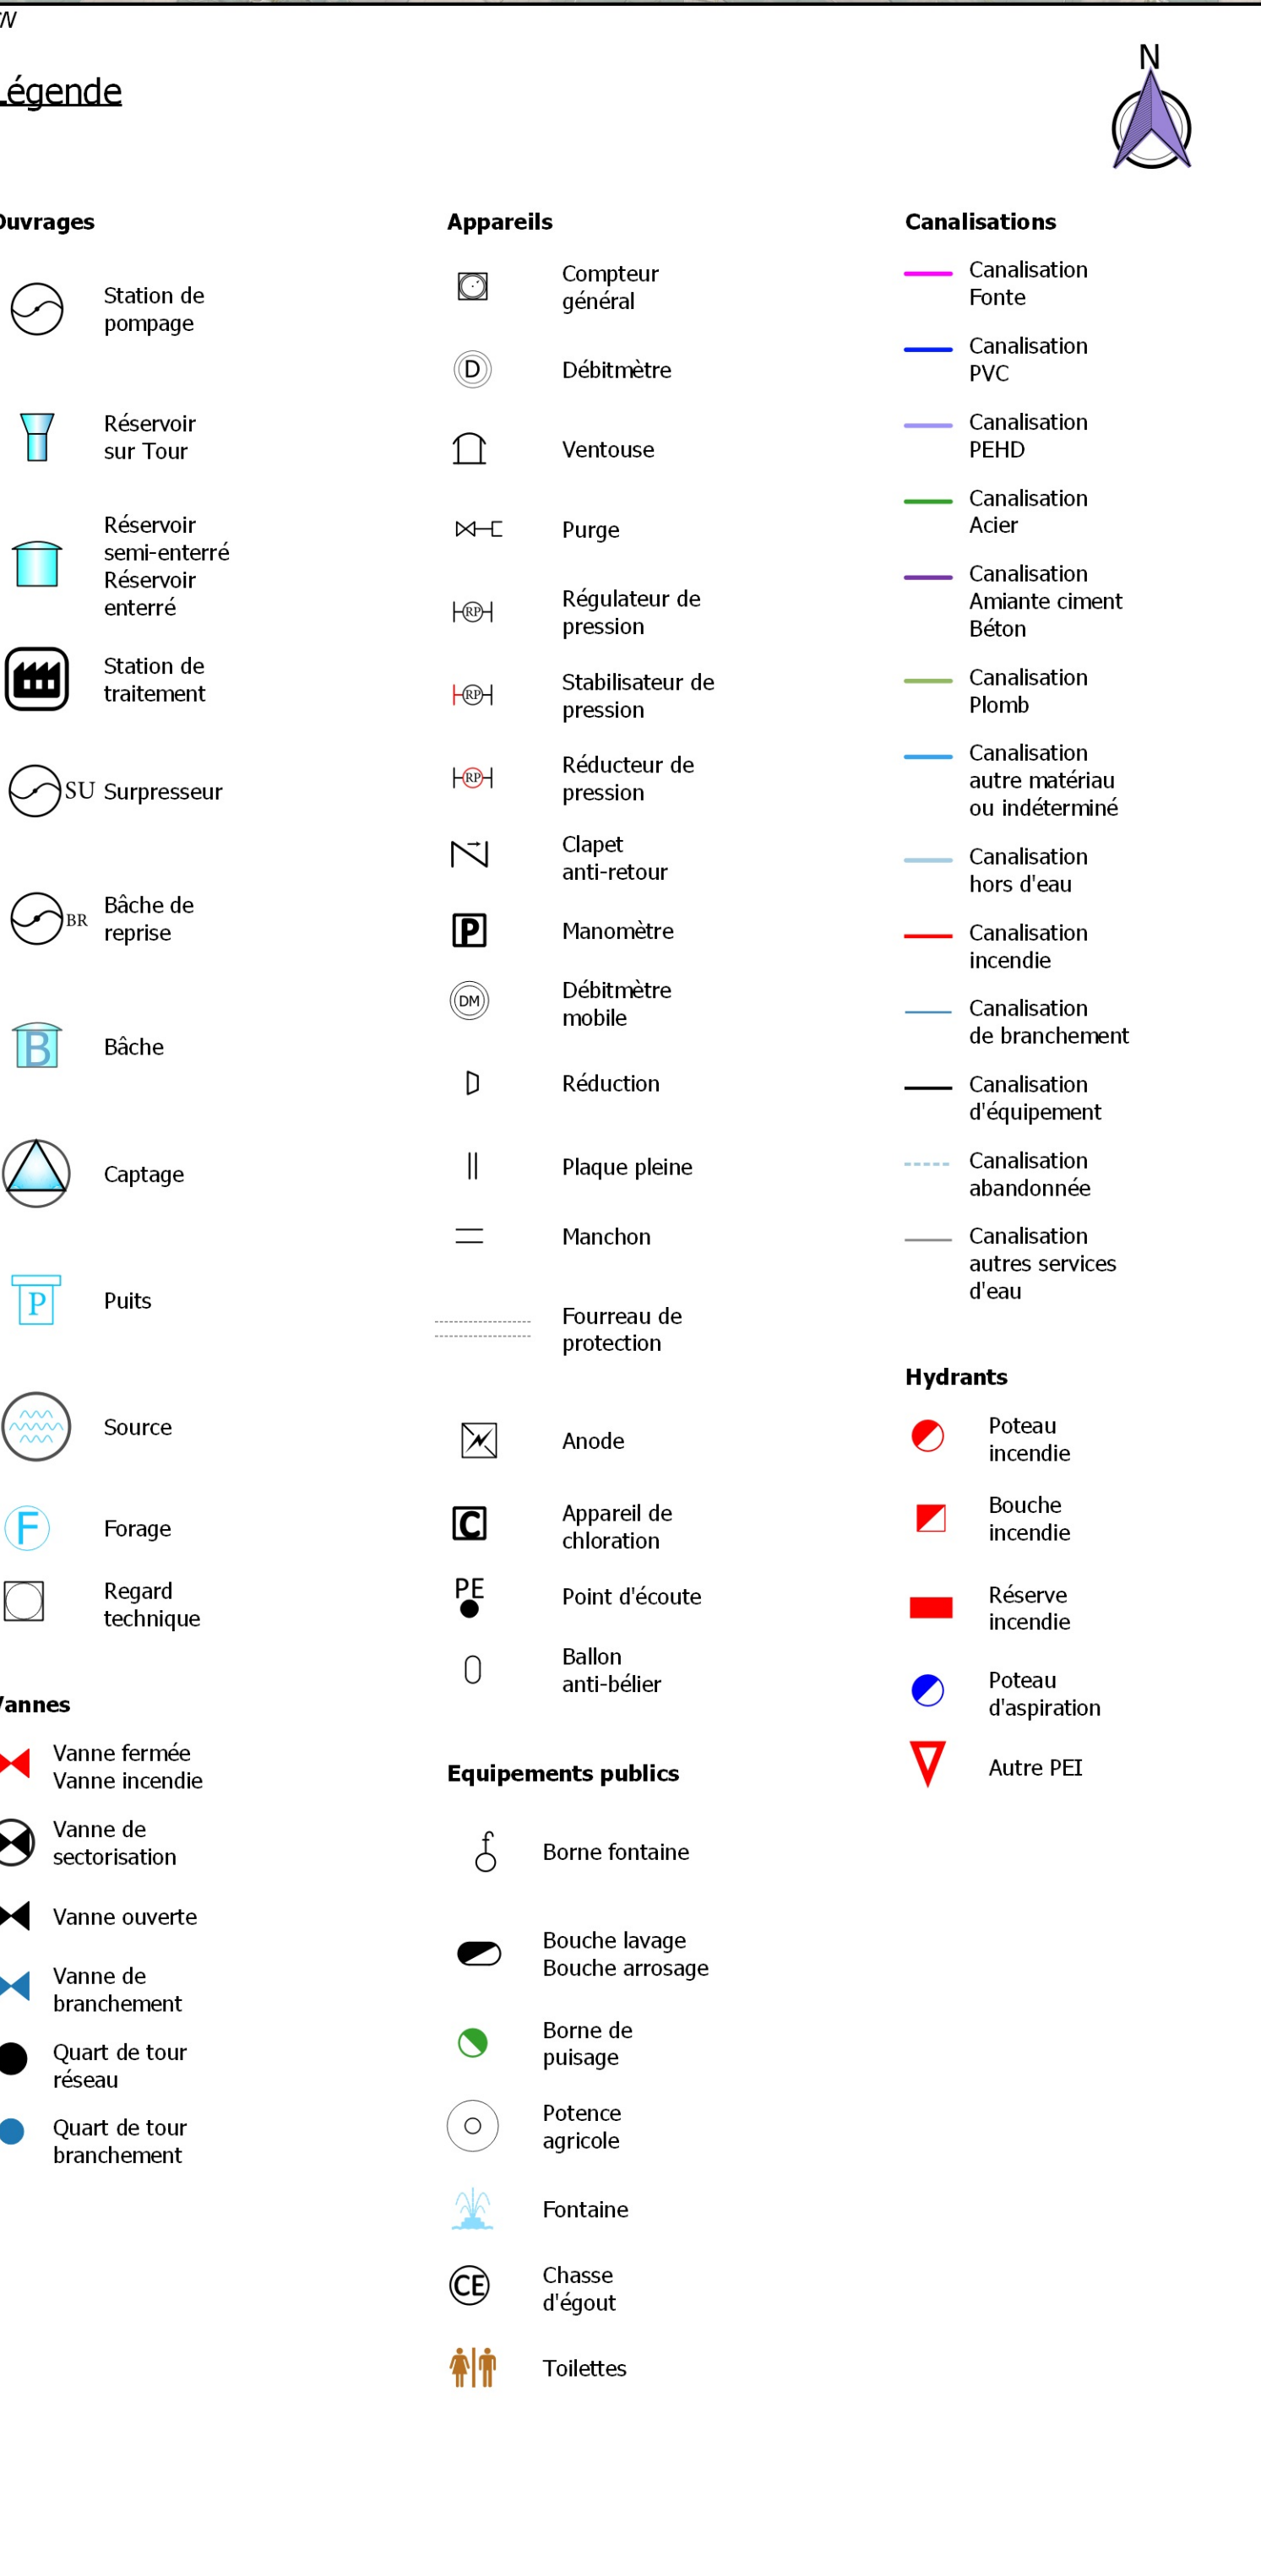 N
Légende
Ouvrages
Station de
pompage
Réservoir
sur Tour
Réservoir
semi-enterré
Réservoir
enterré
Station de
traitement
SU
Surpresseur
BR
Bâche de
reprise
B
Bâche
Captage
P
Puits
Source
F
Forage
Regard
technique
Vannes
Vanne fermée
Vanne incendie
Vanne de
sectorisation
Vanne ouverte
Vanne de
branchement
Quart de tour
réseau
Quart de tour
branchement
Appareils
Compteur
général
D
Débitmètre
Ventouse
Purge
RP
Régulateur de
pression
RP
Stabilisateur de
pression
RP
Réducteur de
pression
Clapet
anti-retour
P
Manomètre
DM
Débitmètre
mobile
Réduction
Plaque pleine
Manchon
Fourreau de
protection
Anode
C
Appareil de
chloration
PE
Point d'écoute
Ballon
anti-bélier
Equipements publics
Borne fontaine
Bouche lavage
Bouche arrosage
Borne de
puisage
Potence
agricole
Fontaine
CE
Chasse
d'égout
Toilettes
Canalisations
Canalisation
Fonte
Canalisation
PVC
Canalisation
PEHD
Canalisation
Acier
Canalisation
Amiante ciment
Béton
Canalisation
Plomb
Canalisation
autre matériau
ou indéterminé
Canalisation
hors d'eau
Canalisation
incendie
Canalisation
de branchement
Canalisation
d'équipement
Canalisation
abandonnée
Canalisation
autres services
d'eau
Hydrants
Poteau
incendie
Bouche
incendie
Réserve
incendie
Poteau
d'aspiration
Autre PEI